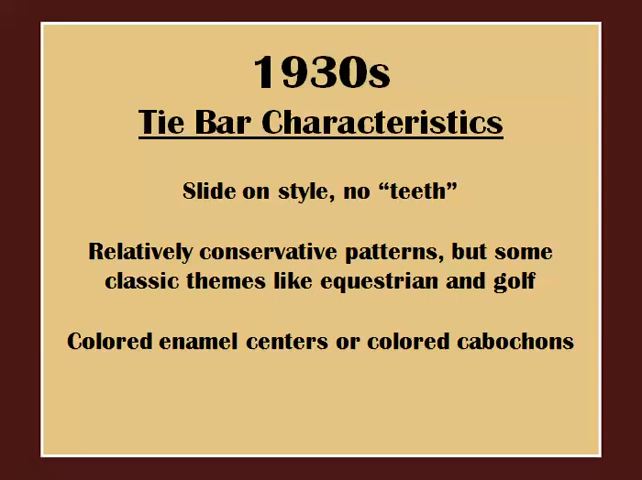 1930s
Tie Bar Characteristics
Slide on style, no “teeth”
Relatively conservative patterns, but some
classic themes like equestrian and golf
Colored enamel centers or colored cabochons